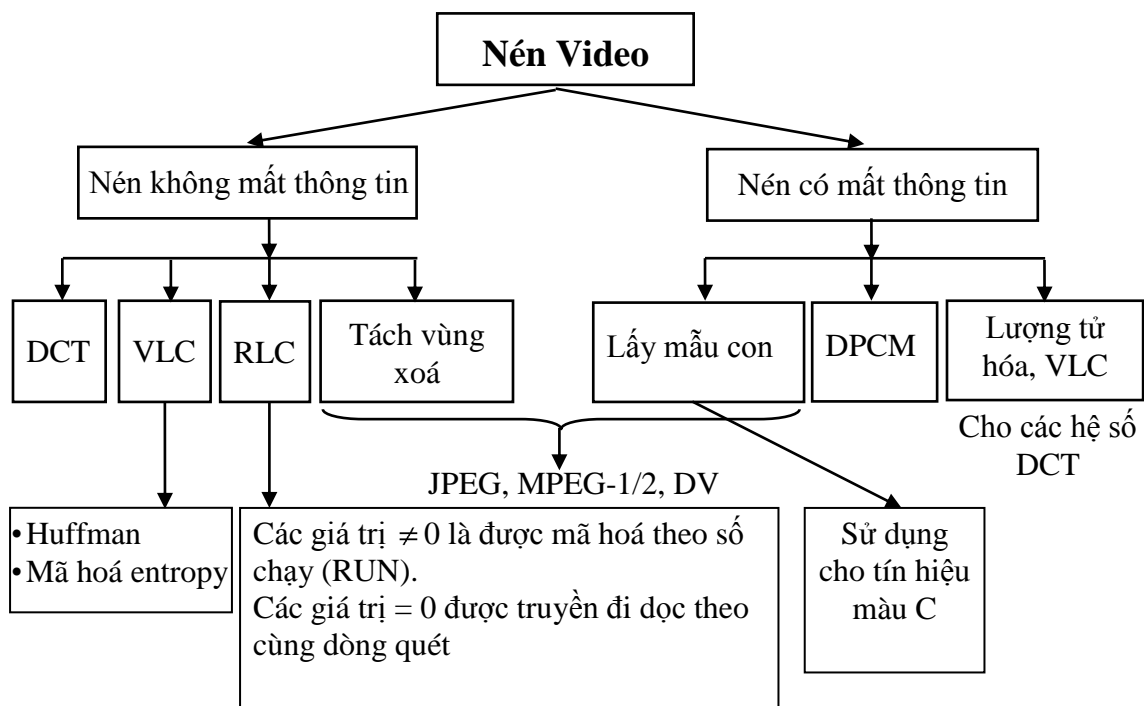 Nén Video
Nén không mất thông tin
Nén có mất thông tin
DCT
VLC
RLC
Tách vùng
xoá
Lấy mẫu con
DPCM
Lượng tử
hóa, VLC
Cho các hệ số
DCT
JPEG, MPEG-1/2, DV
• Huffman
• Mã hoá entropy
Các giá trị ≠ 0 là được mã hoá theo số
chạy (RUN).
Các giá trị = 0 được truyền đi dọc theo
cùng dòng quét
Sử dụng
cho tín hiệu
màu C